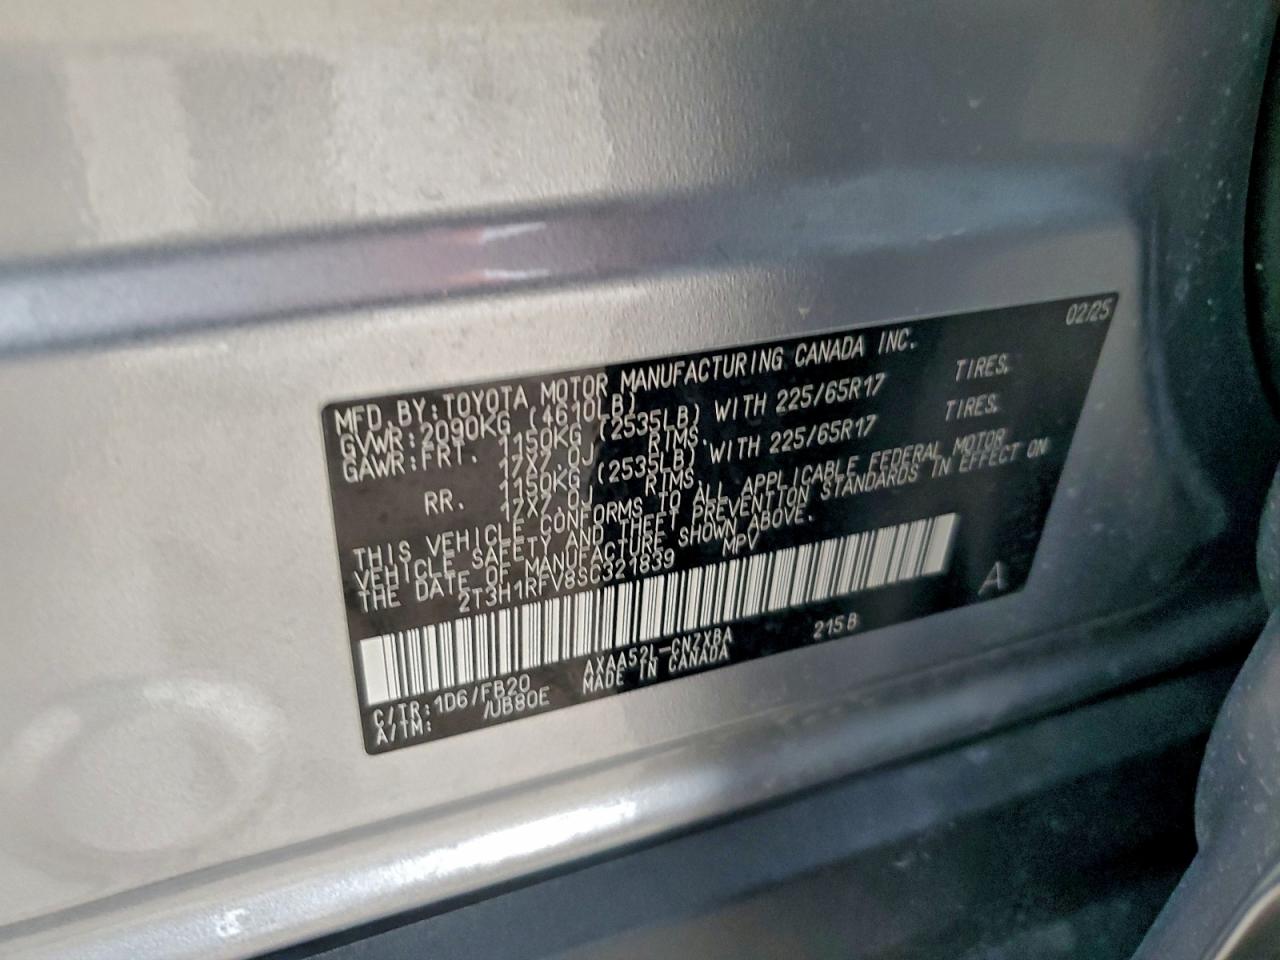 02/25
MFD.BY:TOYOTA MOTOR MANUFACTURING CANADA INC.
GVWR:2090KG (4610LB)
GAWR:FRT. 1150KG (2535LB) WITH 225/65R17 TIRES,
17X7.0J RIMS,
RR. 1150KG (2535LB) WITH 225/65R17 TIRES,
17X7.0J RIMS,
THIS VEHICLE CONFORMS TO ALL APPLICABLE FEDERAL MOTOR
VEHICLE SAFETY AND THEFT PREVENTION STANDARDS IN EFFECT ON
THE DATE OF MANUFACTURE SHOWN ABOVE.
2T3H1RFV8SC321839 MPV
A
C/TR:1D6/FB20 AXAA52L-CNZXBA 215B
A/TM: /UB80E MADE IN CANADA